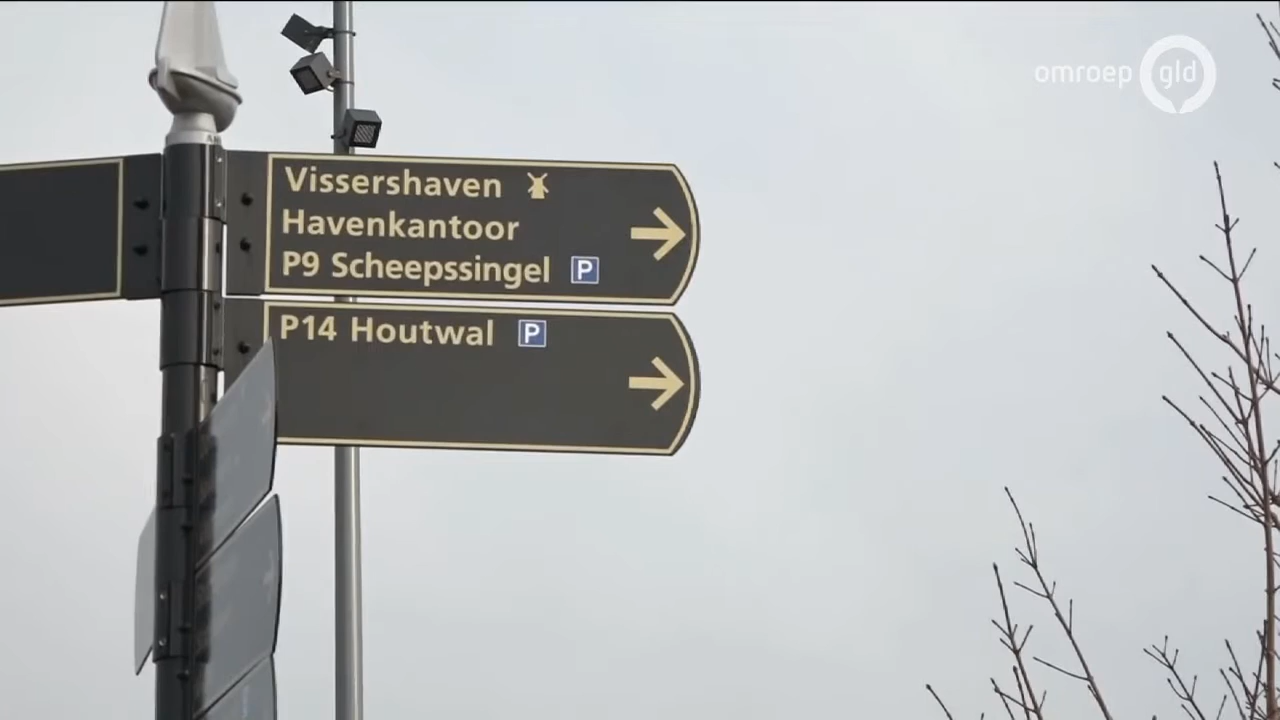 omroep gld
Vissershaven
Havenkantoor
P9 Scheepssingel P
P14 Houtwal P